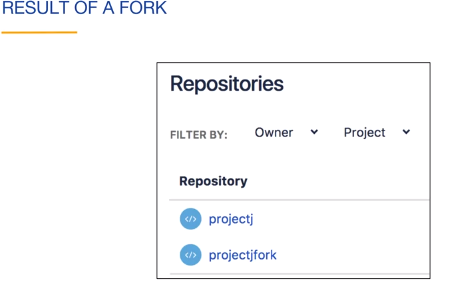 RESULT OF A FORK
Repositories
FILTER BY: Owner Project
Repository
</> projectj
</> projectjfork